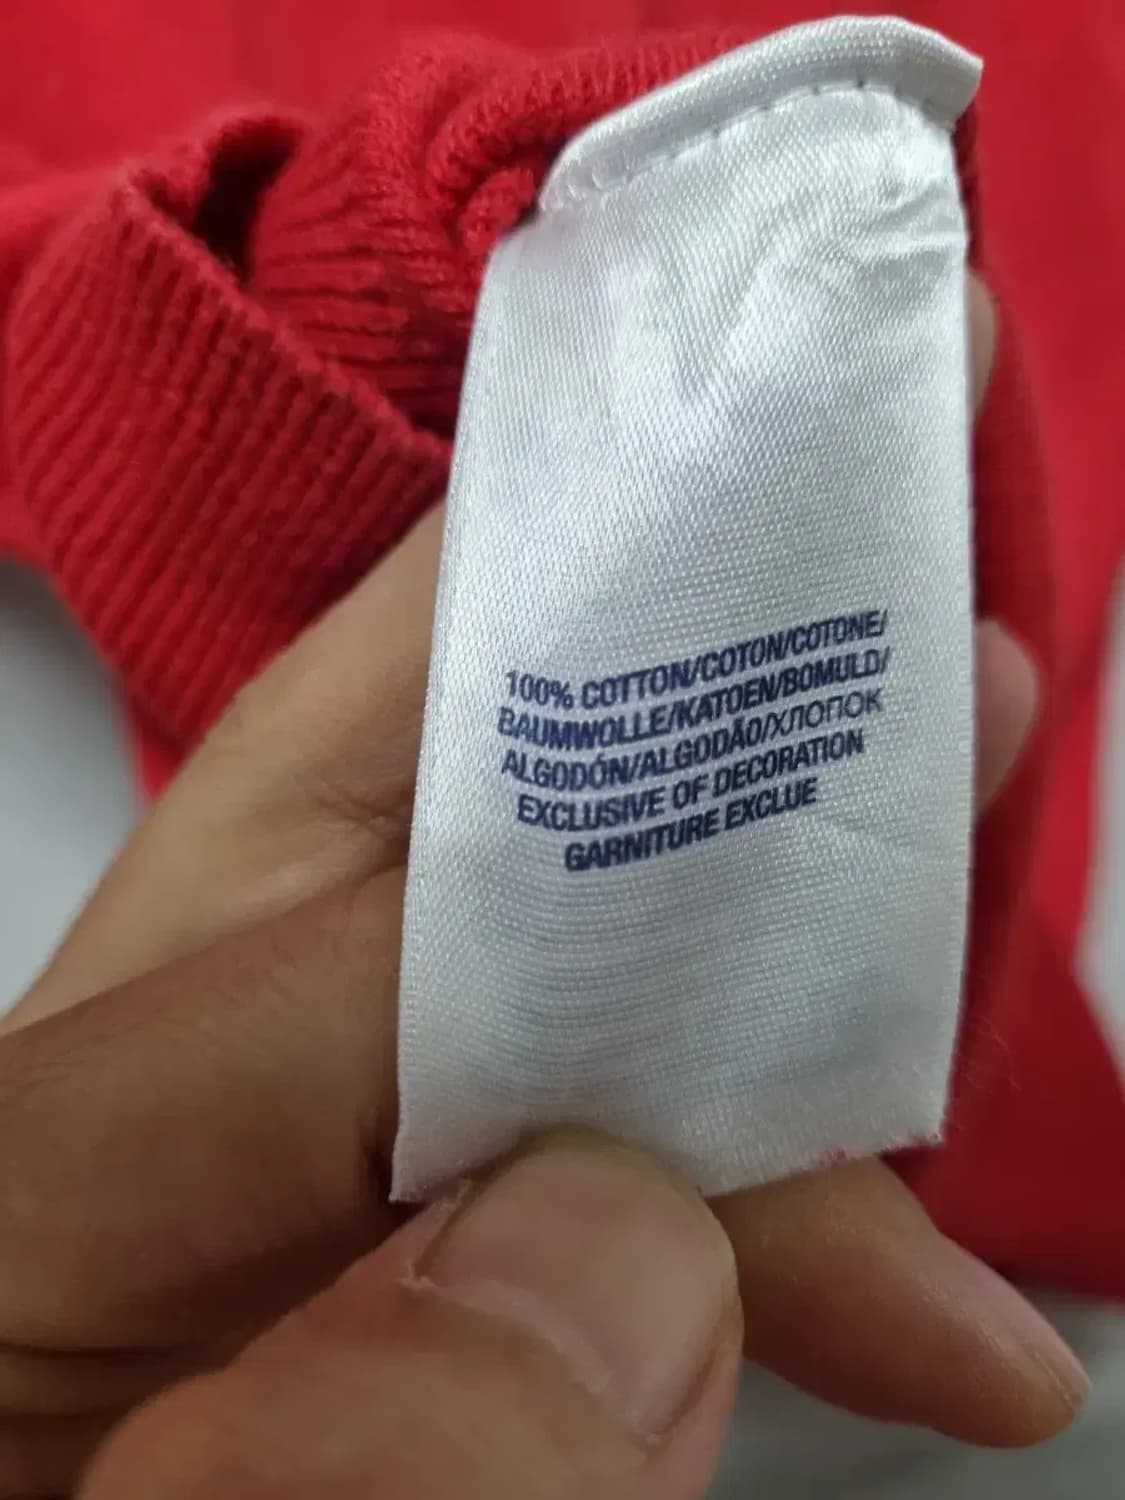 100% COTTON/COTON/COTONE/
BAUMWOLLE/KATOEN/BOMULD/
ALGODÓN/ALGODÃO/ХЛОПОК
EXCLUSIVE OF DECORATION
GARNITURE EXCLUE